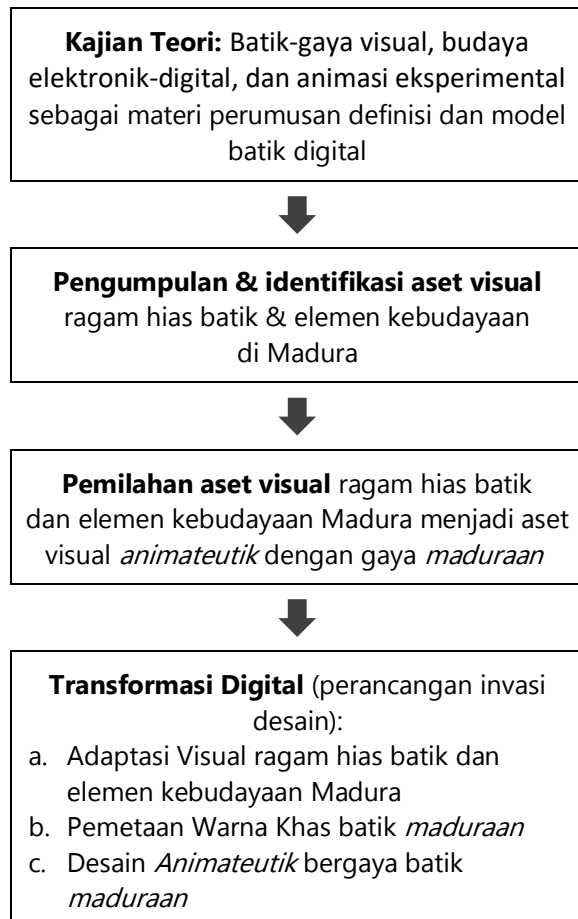 Kajian Teori: Batik-gaya visual, budaya
elektronik-digital, dan animasi eksperimental
sebagai materi perumusan definisi dan model
batik digital
Pengumpulan & identifikasi aset visual
ragam hias batik & elemen kebudayaan
di Madura
Pemilahan aset visual ragam hias batik
dan elemen kebudayaan Madura menjadi aset
visual animateutik dengan gaya maduraan
Transformasi Digital (perancangan invasi
desain):
a. Adaptasi Visual ragam hias batik dan
elemen kebudayaan Madura
b. Pemetaan Warna Khas batik maduraan
c. Desain Animateutik bergaya batik
maduraan